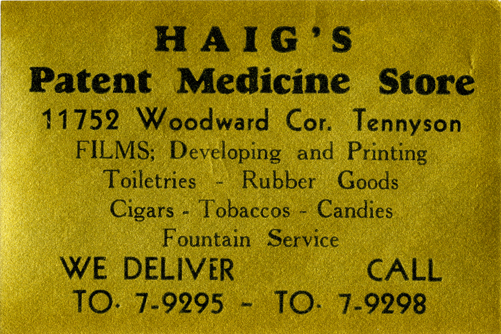 HAIG'S
Patent Medicine Store
11752 Woodward Cor. Tennyson
FILMS; Developing and Printing
Toiletries - Rubber Goods
Cigars - Tobaccos - Candies
Fountain Service
WE DELIVER CALL
TO. 7-9295 - TO. 7-9298